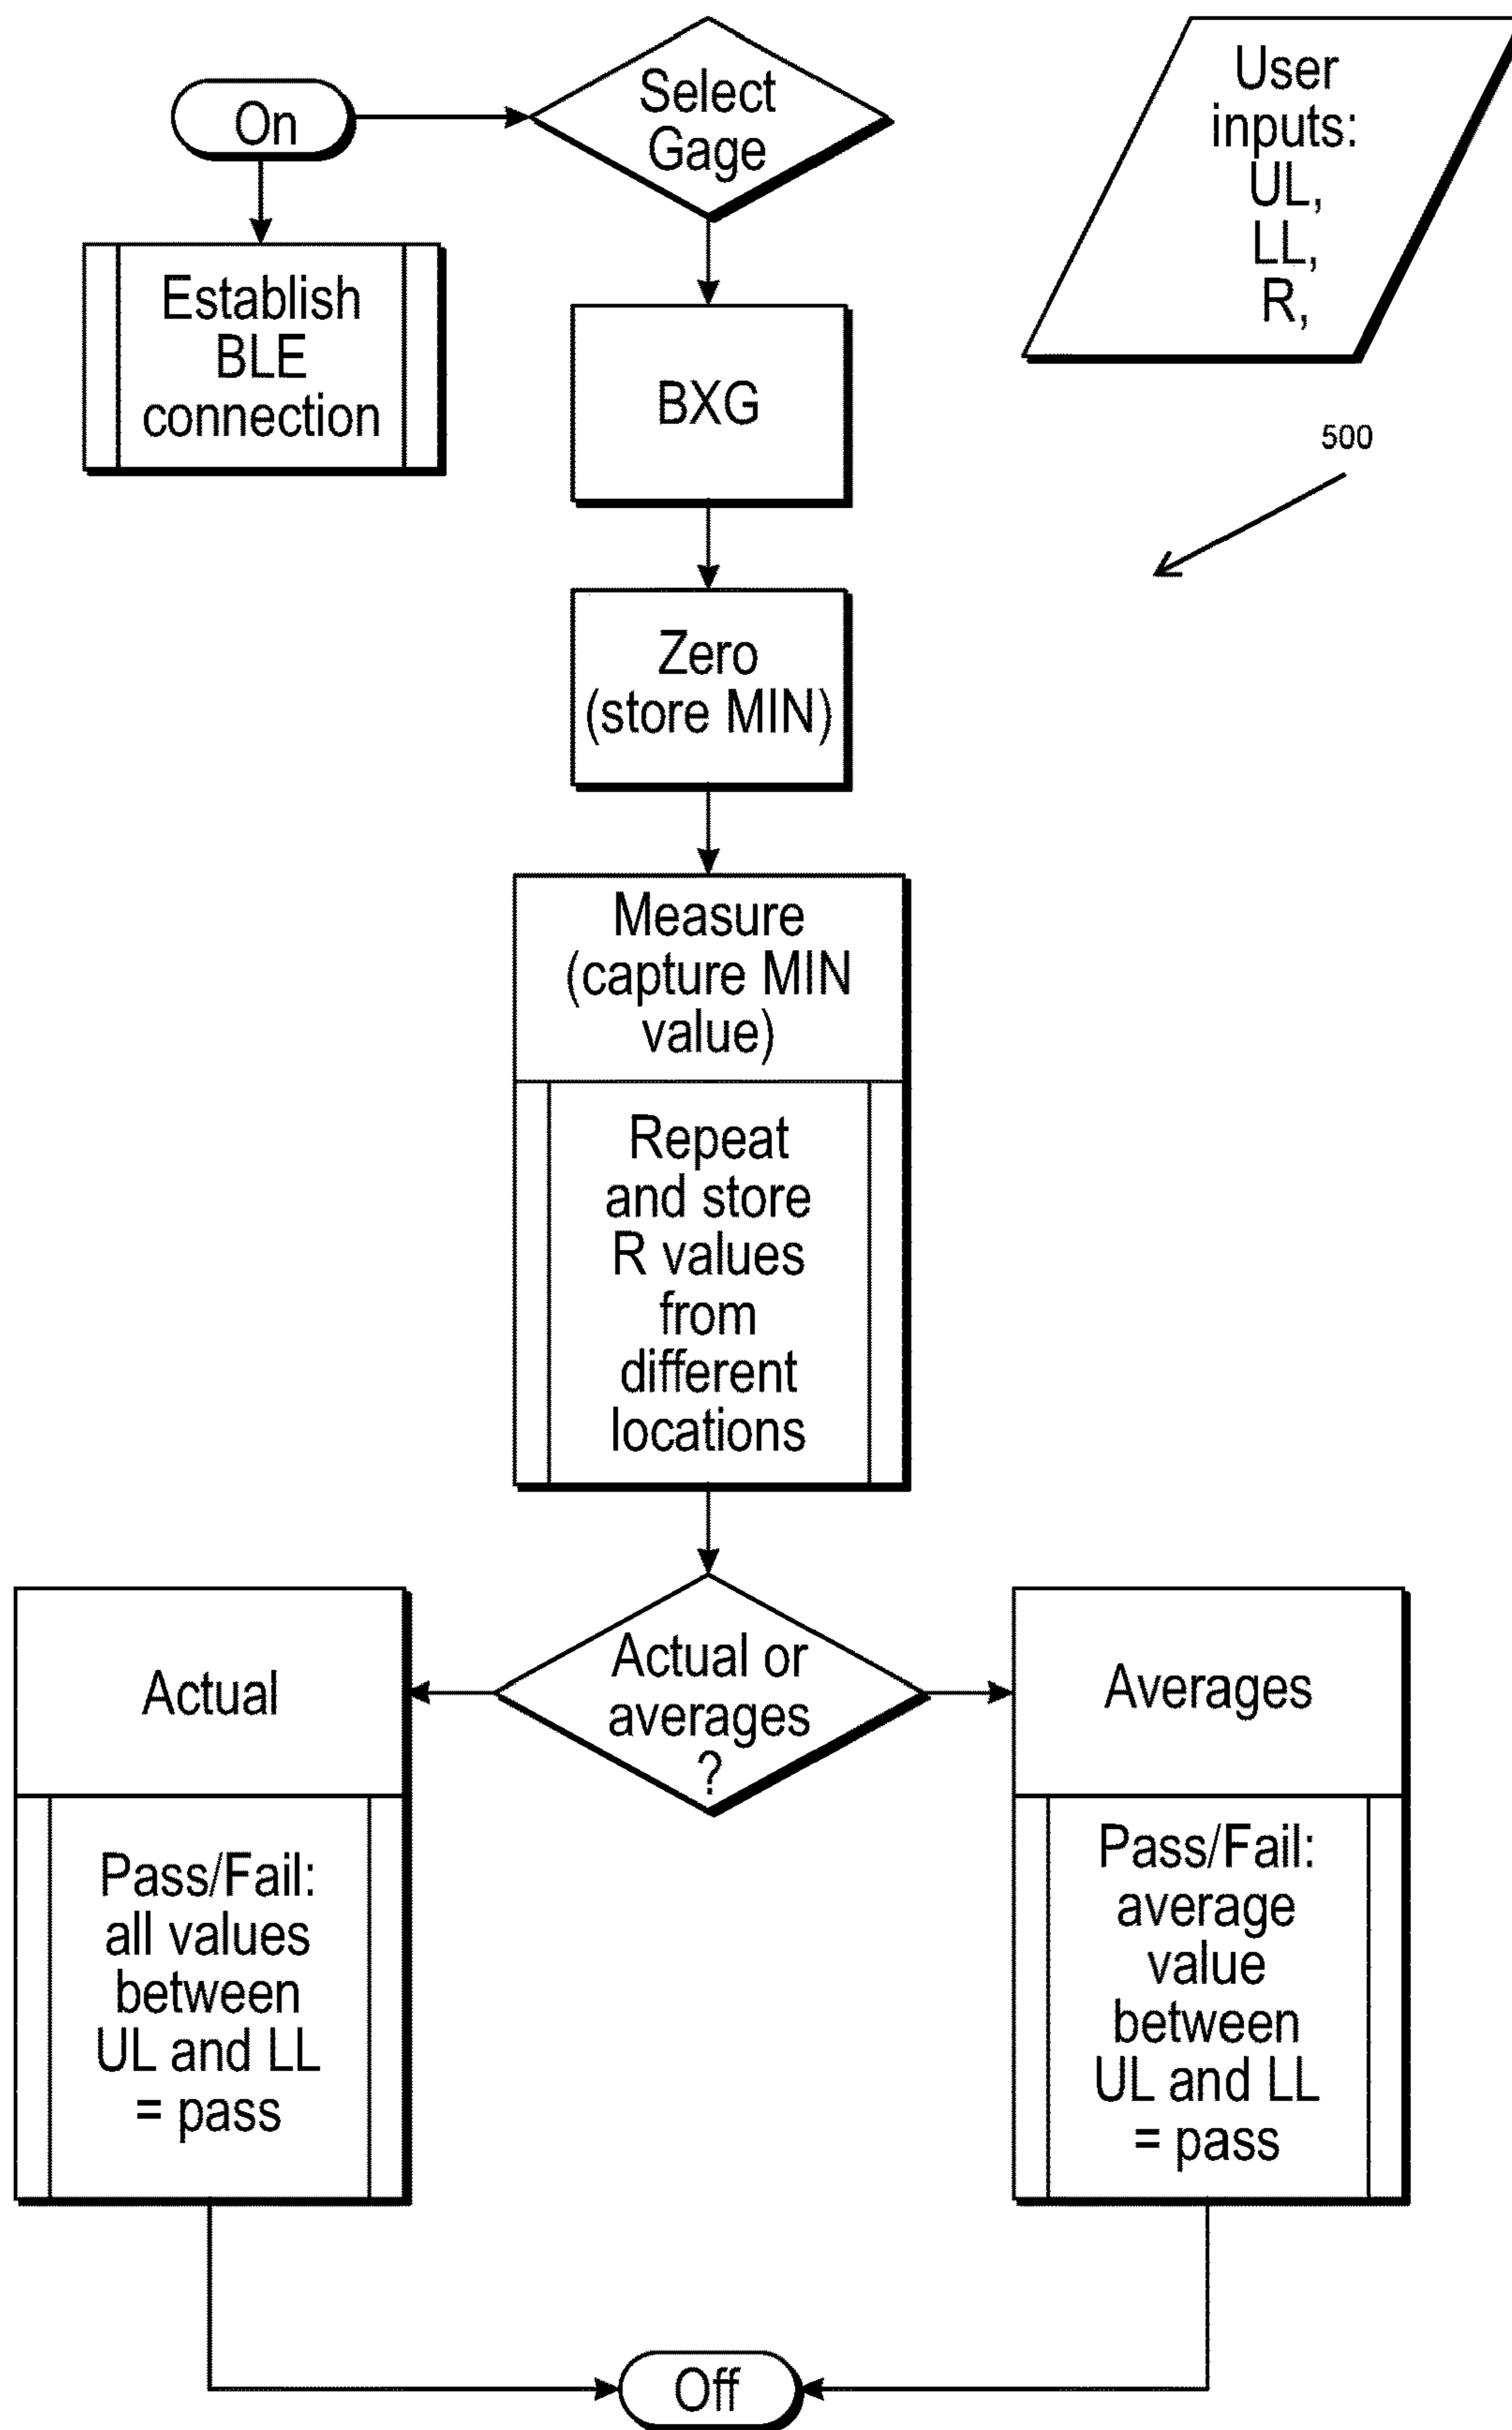 On
Select
Gage
User
inputs:
UL,
LL,
R,
Establish
BLE
connection
BXG
500
Zero
(store MIN)
Measure
(capture MIN
value)
Repeat
and store
R values
from
different
locations
Actual or
averages
?
Actual
Pass/Fail:
all values
between
UL and LL
= pass
Averages
Pass/Fail:
average
value
between
UL and LL
= pass
Off